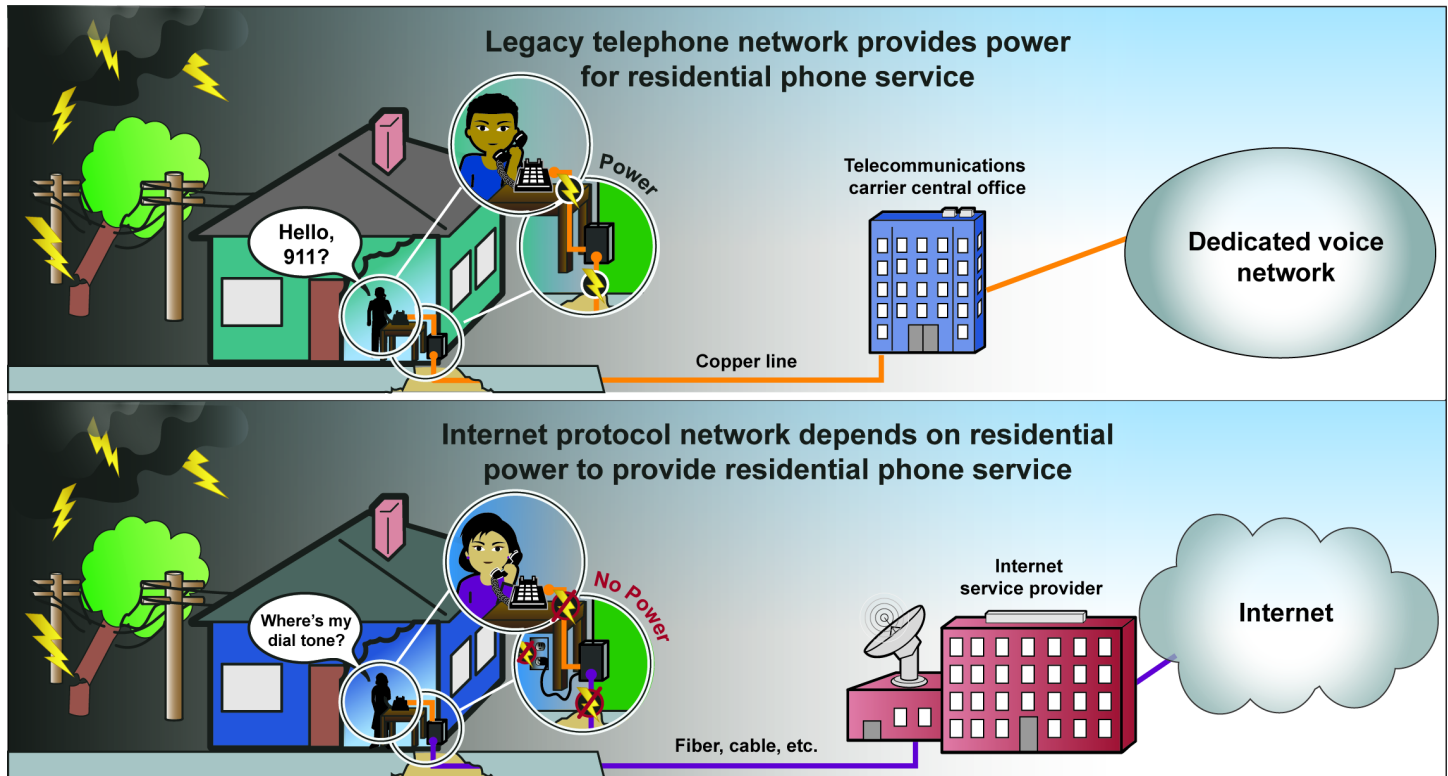 Legacy telephone network provides power
for residential phone service
Power
Telecommunications
carrier central office
Hello,
911?
Dedicated voice
network
Copper line
Internet protocol network depends on residential
power to provide residential phone service
No Power
Internet
service provider
Where's my
dial tone?
Internet
Fiber, cable, etc.